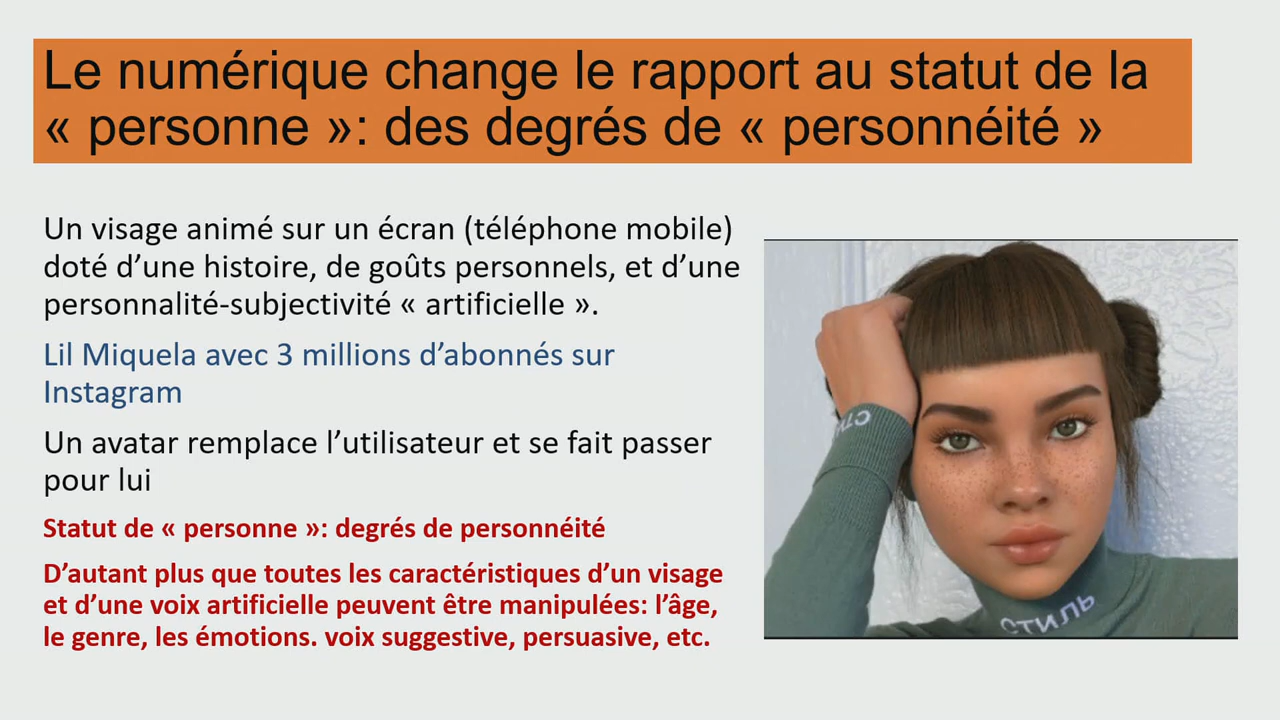 Le numérique change le rapport au statut de la
« personne »: des degrés de « personnéité »
Un visage animé sur un écran (téléphone mobile)
doté d’une histoire, de goûts personnels, et d’une
personnalité-subjectivité « artificielle ».
Lil Miquela avec 3 millions d’abonnés sur
Instagram
Un avatar remplace l’utilisateur et se fait passer
pour lui
Statut de « personne »: degrés de personnéité
D’autant plus que toutes les caractéristiques d’un visage
et d’une voix artificielle peuvent être manipulées: l’âge,
le genre, les émotions. voix suggestive, persuasive, etc.
СТИЛЬ